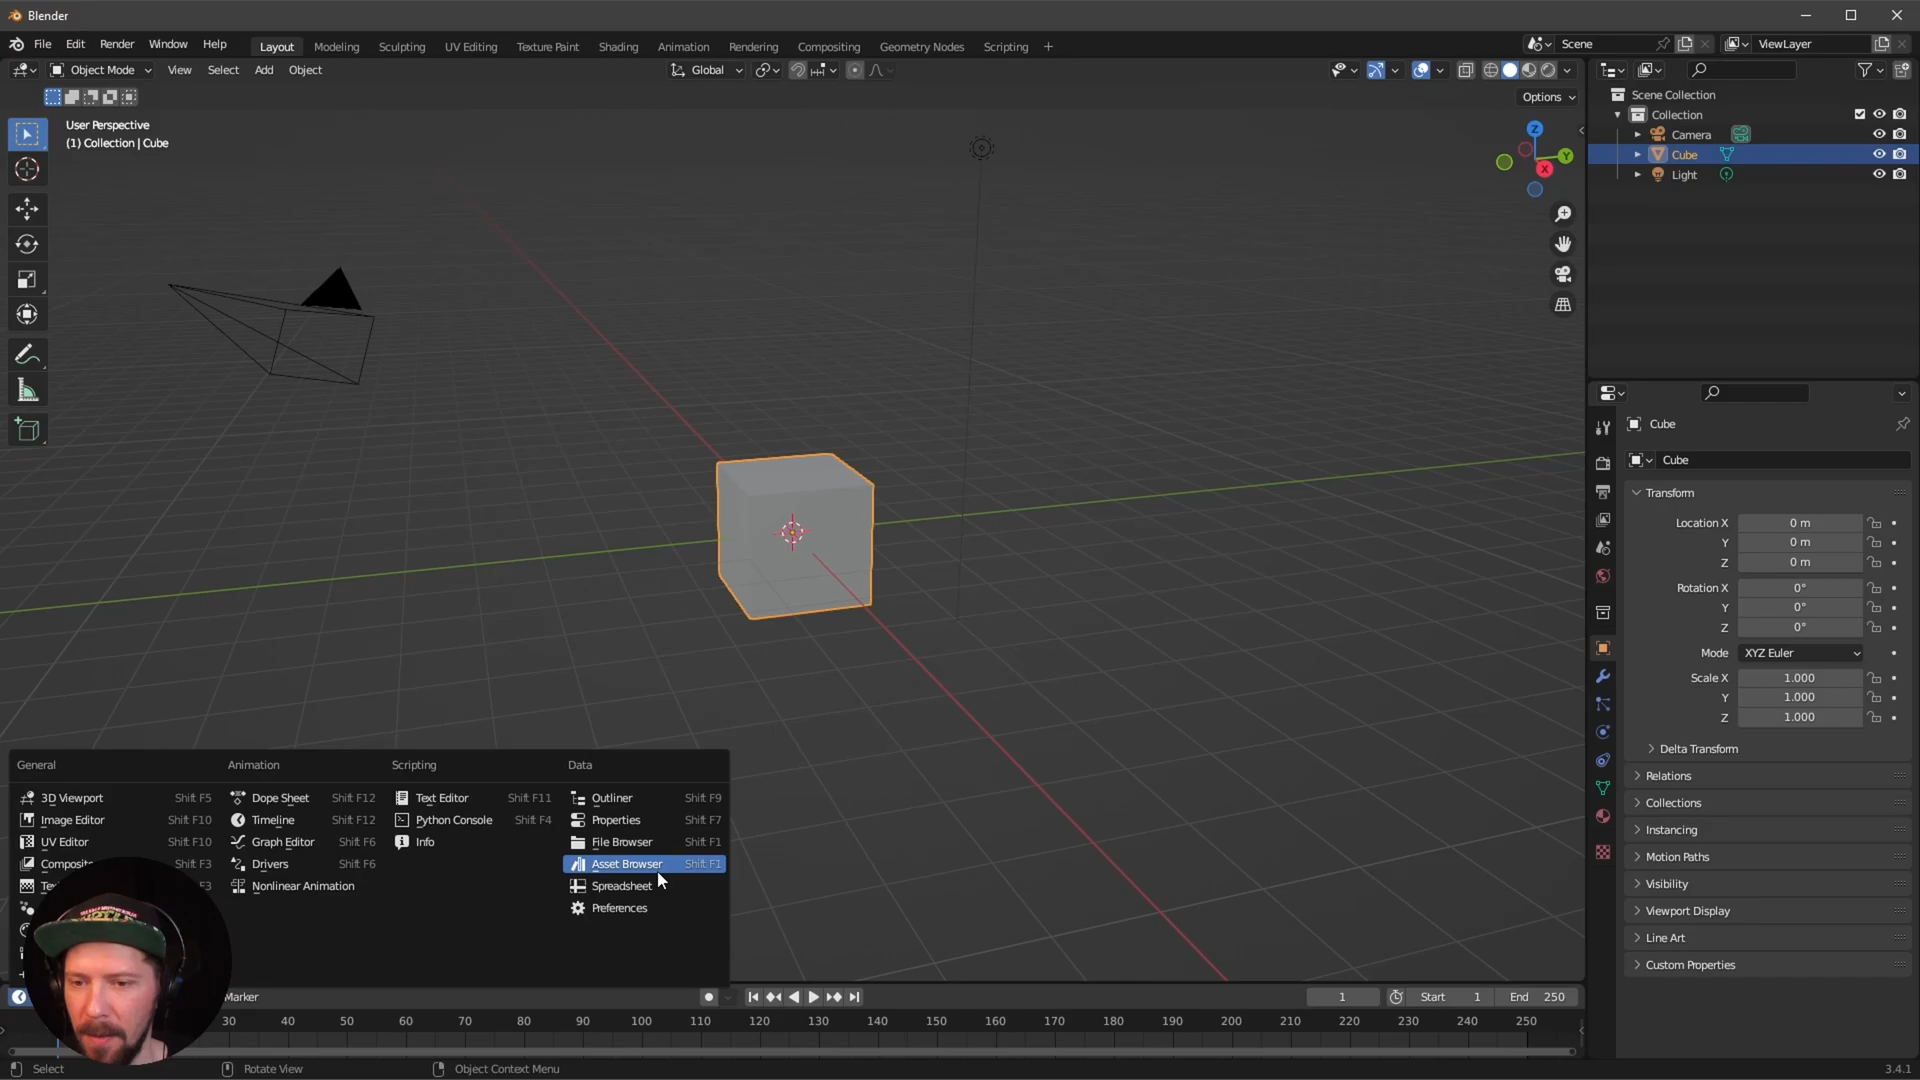 Blender
File Edit Render Window Help Layout Modeling Sculpting UV Editing Texture Paint Shading Animation Rendering Compositing Geometry Nodes Scripting + Scene ViewLayer
Object Mode View Select Add Object Global
Options
User Perspective
(1) Collection | Cube
Z
Y
X
Scene Collection
Collection
Camera
Cube
Light
Cube
Cube
Transform
Location X 0 m
Y 0 m
Z 0 m
Rotation X 0°
Y 0°
Z 0°
Mode XYZ Euler
Scale X 1.000
Y 1.000
Z 1.000
Delta Transform
Relations
Collections
Instancing
Motion Paths
Visibility
Viewport Display
Line Art
Custom Properties
General Animation Scripting Data
3D Viewport Shift F5 Dope Sheet Shift F12 Text Editor Shift F11 Outliner Shift F9
Image Editor Shift F10 Timeline Shift F12 Python Console Shift F4 Properties Shift F7
UV Editor Shift F10 Graph Editor Shift F6 Info File Browser Shift F1
Shift F3 Drivers Shift F6 Asset Browser Shift F1
F3 Nonlinear Animation Spreadsheet
Preferences
Marker 1 Start 1 End 250
30 40 50 60 70 80 90 100 110 120 130 140 150 160 170 180 190 200 210 220 230 240 250
Select Rotate View Object Context Menu 3.4.1